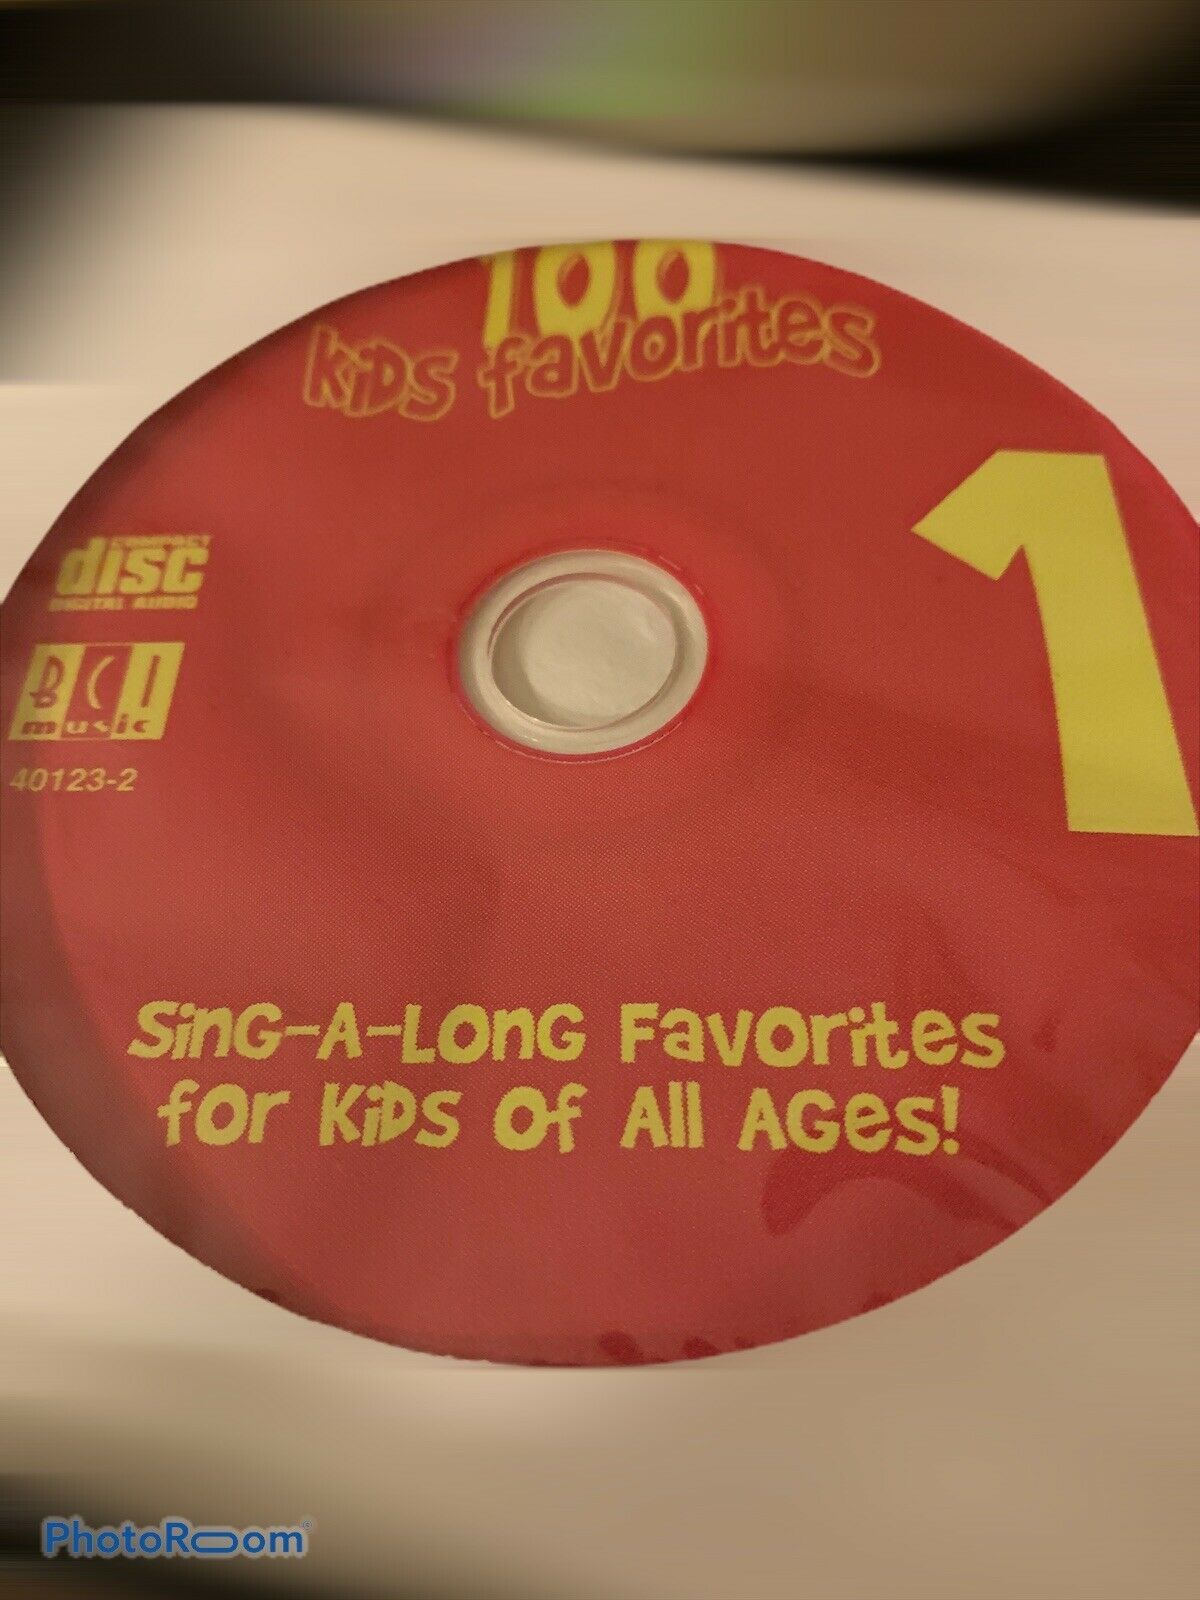 100
Kids favorites
1
COMPACT
disc
DIGITAL AUDIO
BCI
music
40123-2
Sing-A-Long Favorites
for Kids of All Ages!
PhotoRoom